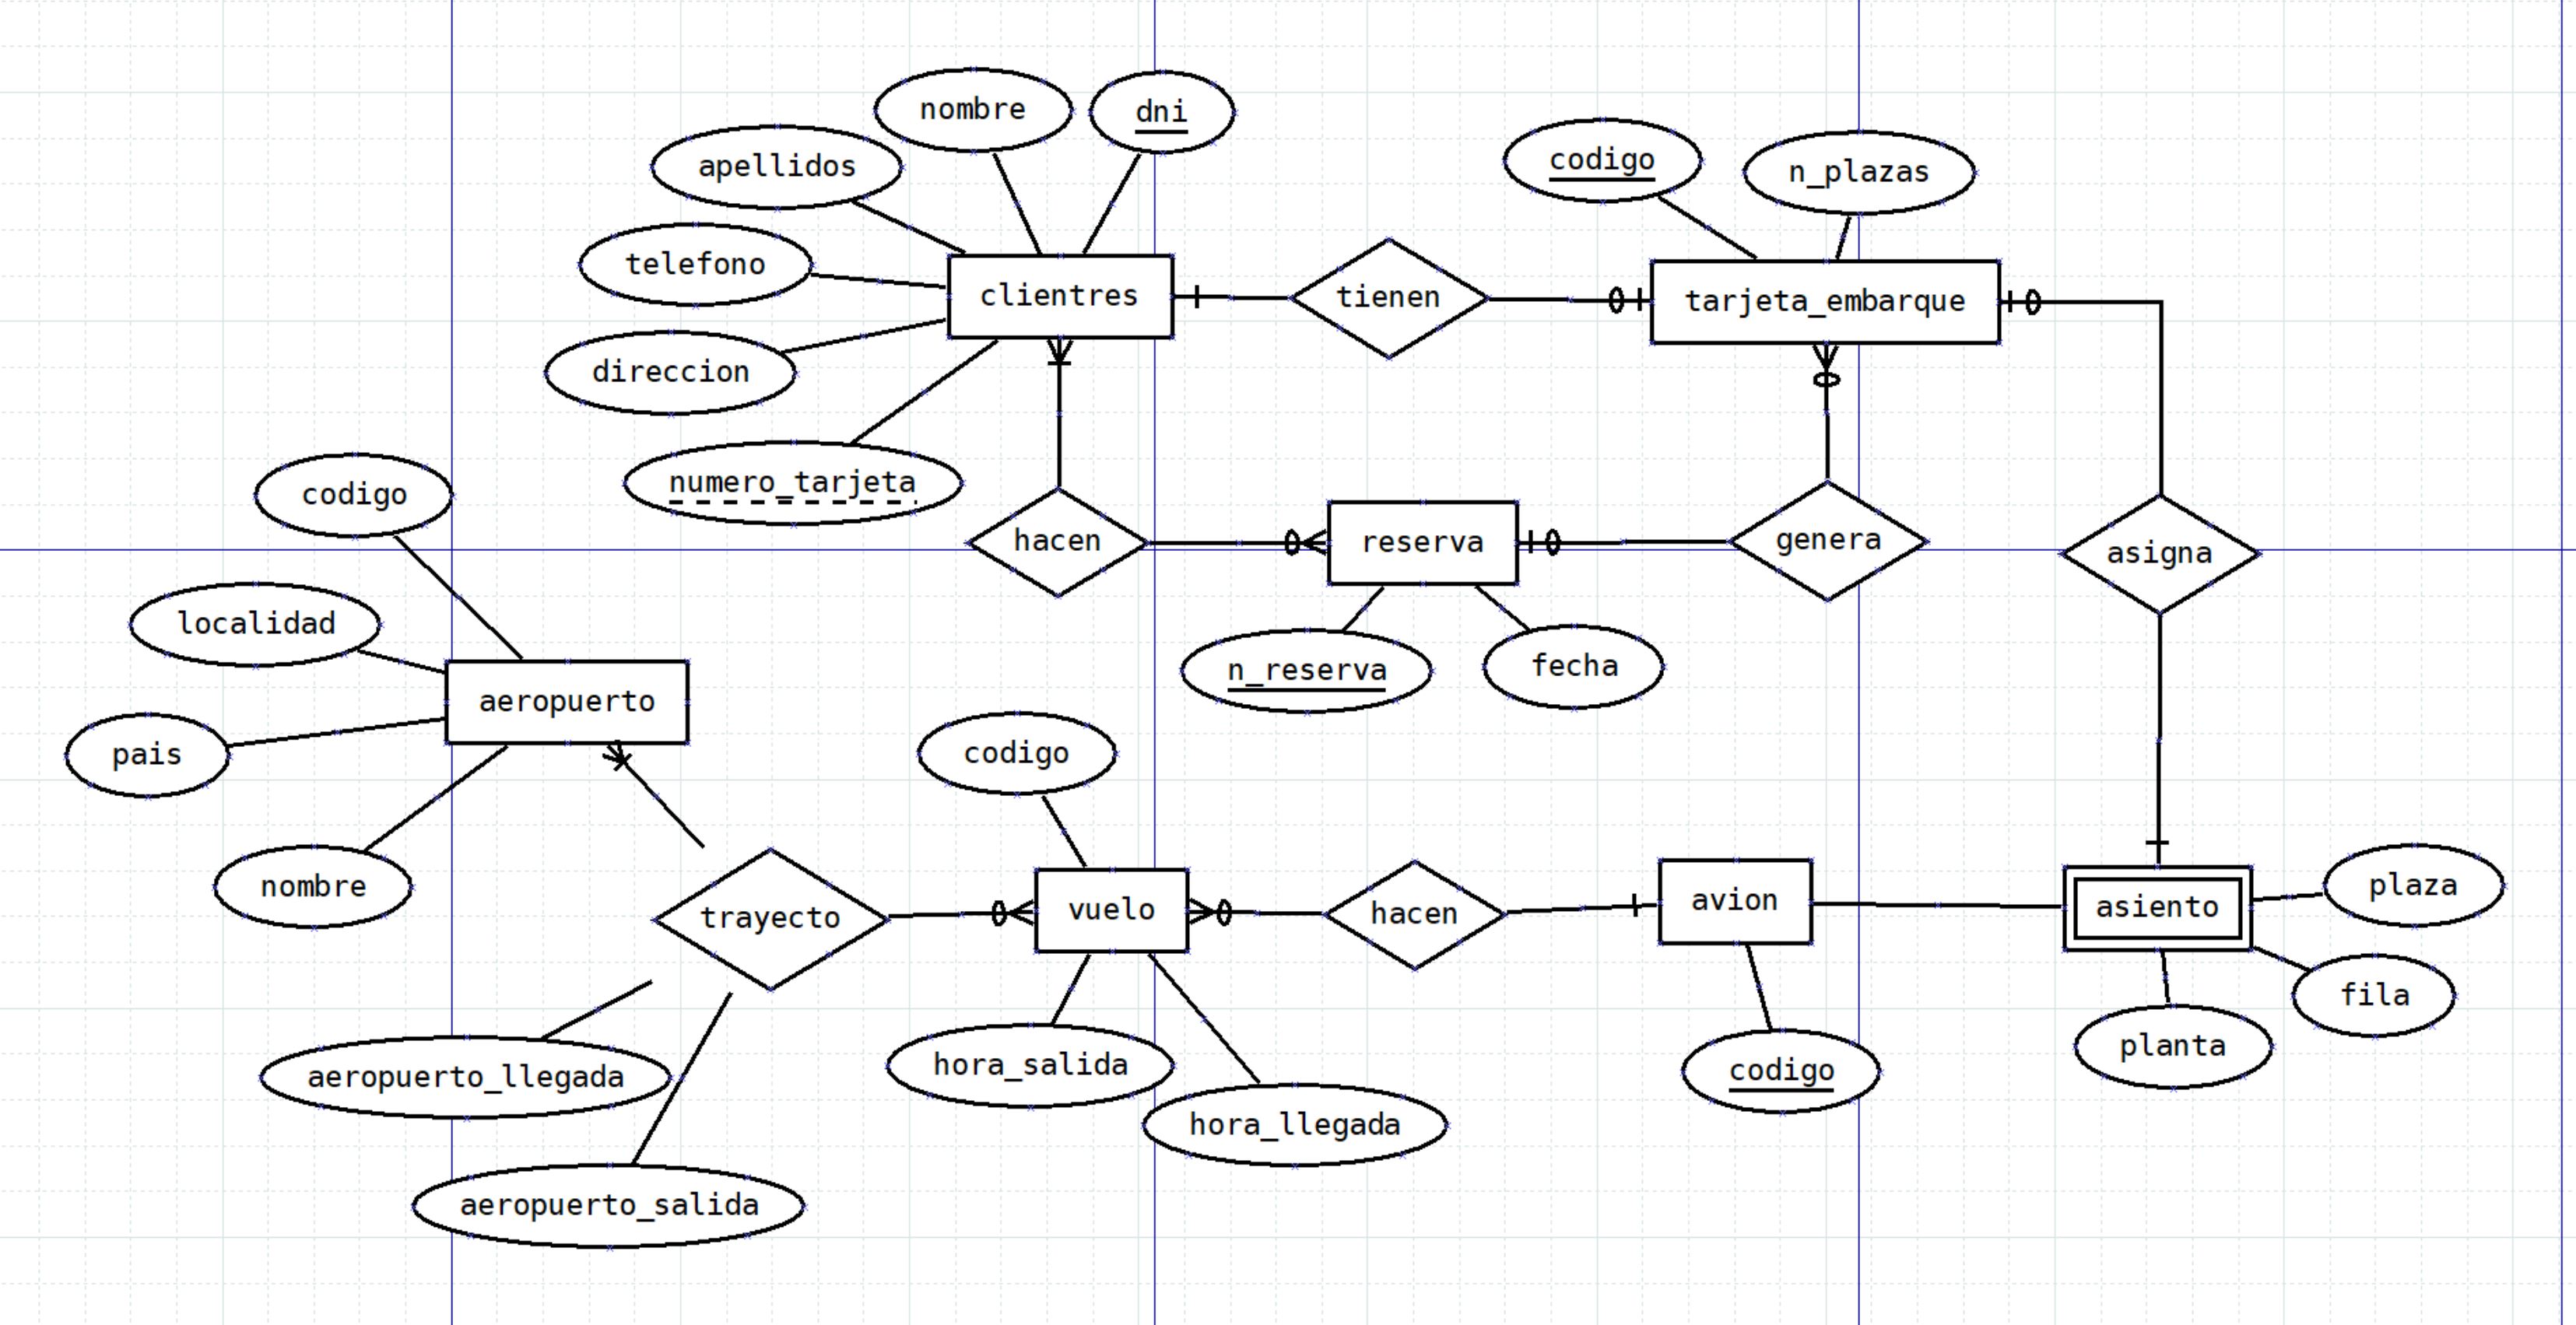 nombre
dni
apellidos
codigo
n_plazas
telefono
clientres
tienen
tarjeta_embarque
direccion
numero_tarjeta
codigo
hacen
reserva
genera
asigna
localidad
n_reserva
fecha
aeropuerto
pais
codigo
nombre
trayecto
vuelo
hacen
avion
asiento
plaza
fila
planta
aeropuerto_llegada
hora_salida
codigo
hora_llegada
aeropuerto_salida